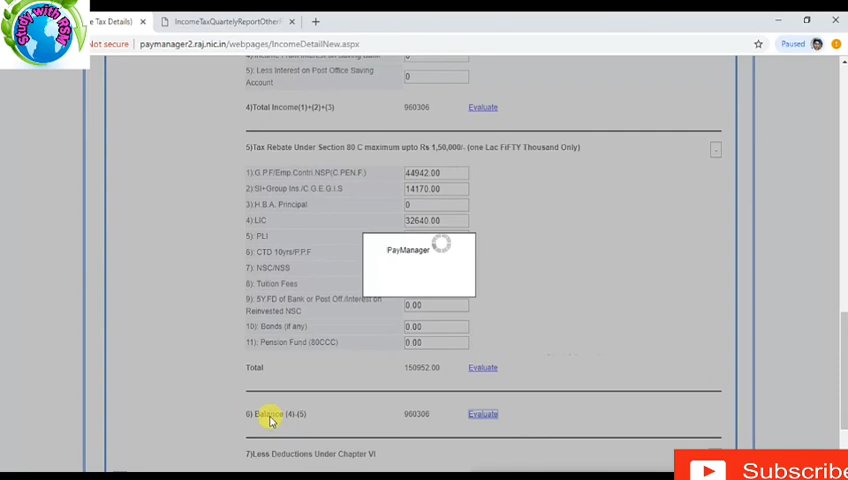 Study with RSM
e Tax Details)
IncomeTaxQuartelyReportOtherF
Not secure
paymanager2.raj.nic.in/webpages/IncomeDetailNew.aspx
Paused
5): Less Interest on Post Office Saving
Account
0
4)Total Income(1)+(2)+(3)
960306
Evaluate
5)Tax Rebate Under Section 80 C maximum upto Rs 1,50,000/- (one Lac FiFTY Thousand Only)
1):G.P.F/Emp.Contri.NSP(C.PEN.F.)
44942.00
2):SI+Group Ins./C.G.E.G.I.S
14170.00
3):H.B.A. Principal
0
4):LIC
32640.00
5): PLI
PayManager
6): CTD 10yrs/P.P.F
7): NSC/NSS
8): Tuition Fees
9): 5Y.FD of Bank or Post Off./Interest on
Reinvested NSC
0.00
10): Bonds (if any)
0.00
11): Pension Fund (80CCC)
0.00
Total
150952.00
Evaluate
6) Balance (4)-(5)
960306
Evaluate
7)Less Deductions Under Chapter VI
Subscribe